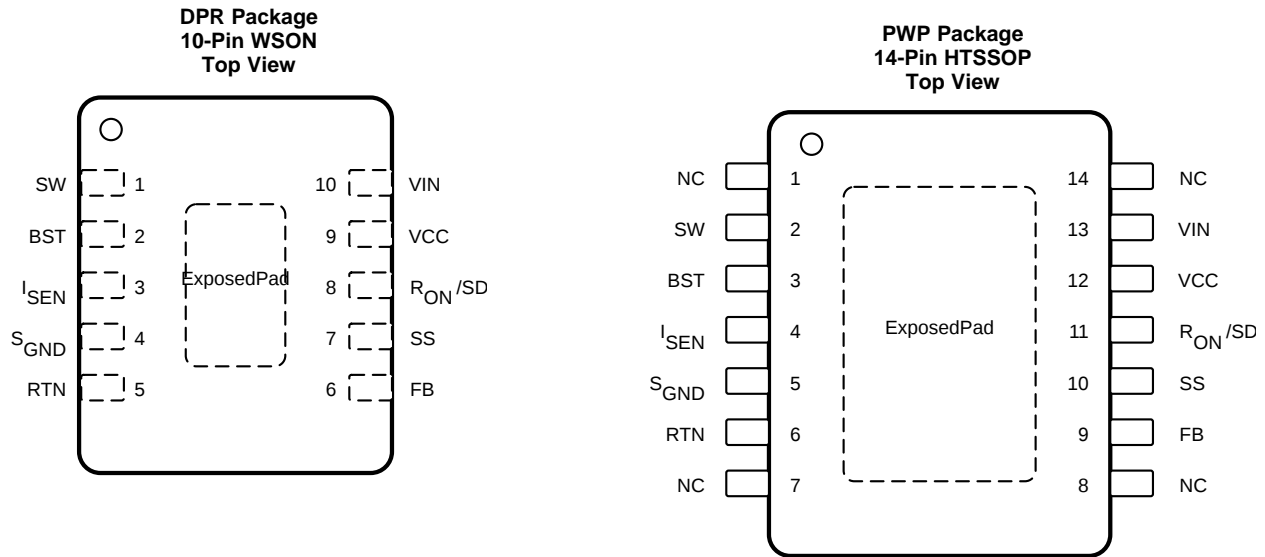 DPR Package
10-Pin WSON
Top View
SW 1 10 VIN
BST 2 9 VCC
ISEN 3 ExposedPad 8 RON/SD
SGND 4 7 SS
RTN 5 6 FB
PWP Package
14-Pin HTSSOP
Top View
NC 1 14 NC
SW 2 13 VIN
BST 3 12 VCC
ISEN 4 ExposedPad 11 RON/SD
SGND 5 10 SS
RTN 6 9 FB
NC 7 8 NC